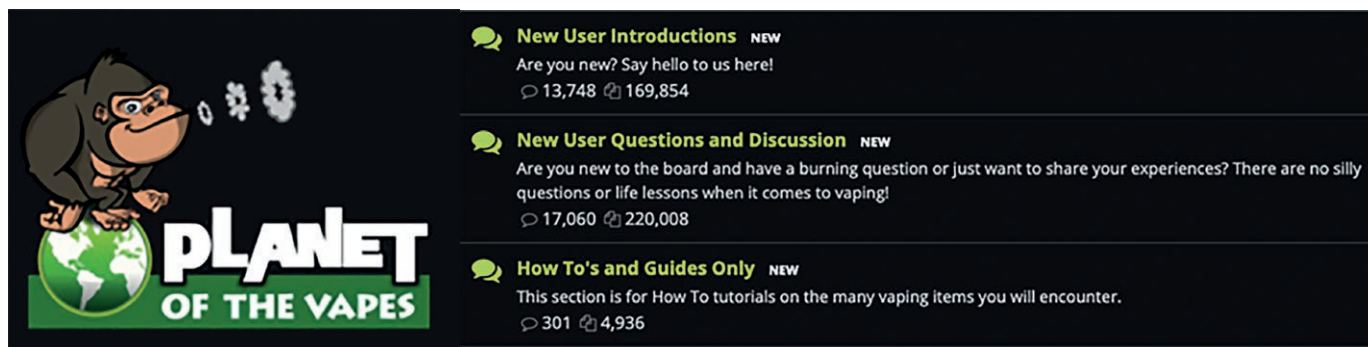 PLANET
OF THE VAPES
New User Introductions NEW
Are you new? Say hello to us here!
13,748 169,854
New User Questions and Discussion NEW
Are you new to the board and have a burning question or just want to share your experiences? There are no silly
questions or life lessons when it comes to vaping!
17,060 220,008
How To's and Guides Only NEW
This section is for How To tutorials on the many vaping items you will encounter.
301 4,936